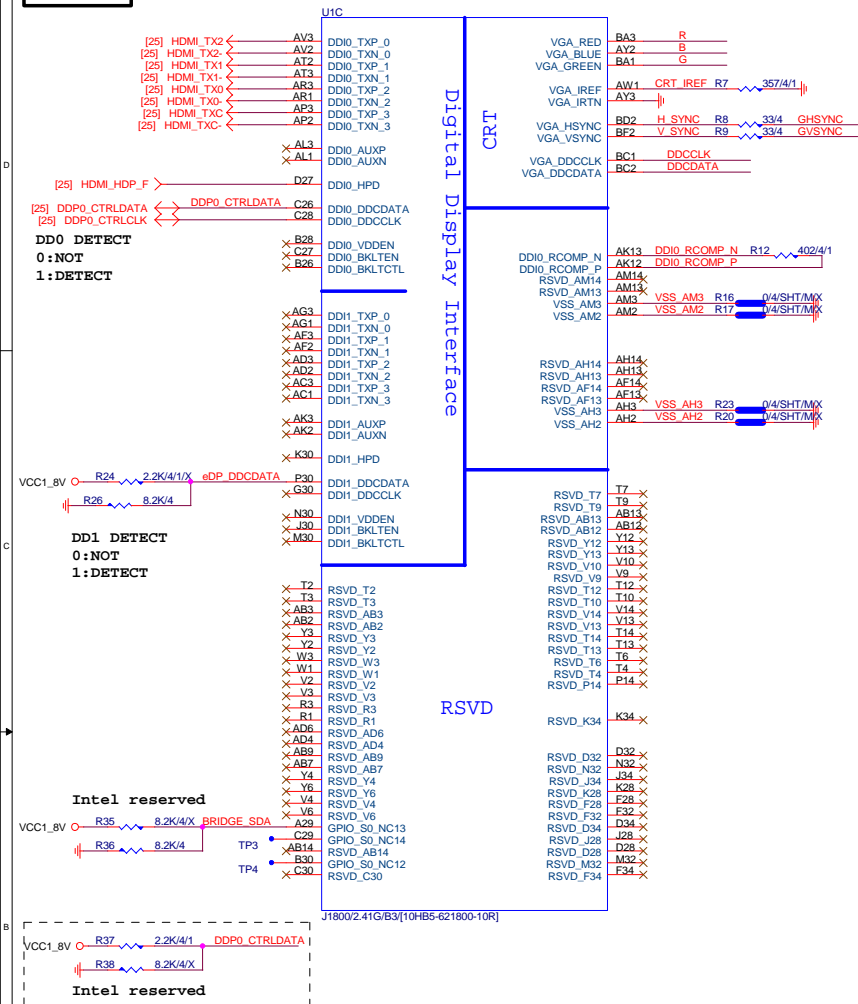 U1C
[25] HDMI_TX2 AV3 DDI0_TXP_0
[25] HDMI_TX2- AV2 DDI0_TXN_0
[25] HDMI_TX1 AT2 DDI0_TXP_1
[25] HDMI_TX1- AT3 DDI0_TXN_1
[25] HDMI_TX0 AR3 DDI0_TXP_2
[25] HDMI_TX0- AR1 DDI0_TXN_2
[25] HDMI_TXC AP3 DDI0_TXP_3
[25] HDMI_TXC- AP2 DDI0_TXN_3
AL3 DDI0_AUXP
AL1 DDI0_AUXN
[25] HDMI_HDP_F D27 DDI0_HPD
[25] DDP0_CTRLDATA DDP0_CTRLDATA C26 DDI0_DDCDATA
[25] DDP0_CTRLCLK C28 DDI0_DDCCLK
DD0 DETECT
0:NOT
1:DETECT
B28 DDI0_VDDEN
C27 DDI0_BKLTEN
B26 DDI0_BKLTCTL
AG3 DDI1_TXP_0
AG1 DDI1_TXN_0
AF3 DDI1_TXP_1
AF2 DDI1_TXN_1
AD3 DDI1_TXP_2
AD2 DDI1_TXN_2
AC3 DDI1_TXP_3
AC1 DDI1_TXN_3
AK3 DDI1_AUXP
AK2 DDI1_AUXN
K30 DDI1_HPD
VCC1_8V R24 2.2K/4/1/X eDP_DDCDATA P30 DDI1_DDCDATA
G30 DDI1_DDCCLK
R26 8.2K/4
N30 DDI1_VDDEN
J30 DDI1_BKLTEN
M30 DDI1_BKLTCTL
DD1 DETECT
0:NOT
1:DETECT
T2 RSVD_T2
T3 RSVD_T3
AB3 RSVD_AB3
AB2 RSVD_AB2
Y3 RSVD_Y3
Y2 RSVD_Y2
W3 RSVD_W3
W1 RSVD_W1
V2 RSVD_V2
V3 RSVD_V3
R3 RSVD_R3
R1 RSVD_R1
AD6 RSVD_AD6
AD4 RSVD_AD4
AB9 RSVD_AB9
AB7 RSVD_AB7
Y4 RSVD_Y4
Y6 RSVD_Y6
V4 RSVD_V4
V6 RSVD_V6
Intel reserved
VCC1_8V R35 8.2K/4/X BRIDGE_SDA A29 GPIO_S0_NC13
C29 GPIO_S0_NC14
R36 8.2K/4 TP3 AB14 RSVD_AB14
TP4 B30 GPIO_S0_NC12
C30 RSVD_C30
Digital Display Interface
CRT
VGA_RED BA3 R
VGA_BLUE AY2 B
VGA_GREEN BA1 G
VGA_IREF AW1 CRT_IREF R7 357/4/1
VGA_IRTN AY3
VGA_HSYNC BD2 H_SYNC R8 33/4 GHSYNC
VGA_VSYNC BF2 V_SYNC R9 33/4 GVSYNC
VGA_DDCCLK BC1 DDCCLK
VGA_DDCDATA BC2 DDCDATA
DDI0_RCOMP_N AK13 DDI0_RCOMP_N R12 402/4/1
DDI0_RCOMP_P AK12 DDI0_RCOMP_P
RSVD_AM14 AM14
RSVD_AM13 AM13
VSS_AM3 AM3 VSS_AM3 R16 0/4/SHT/M/X
VSS_AM2 AM2 VSS_AM2 R17 0/4/SHT/M/X
RSVD_AH14 AH14
RSVD_AH13 AH13
RSVD_AF14 AF14
RSVD_AF13 AF13
VSS_AH3 AH3 VSS_AH3 R23 0/4/SHT/M/X
VSS_AH2 AH2 VSS_AH2 R20 0/4/SHT/M/X
RSVD_T7 T7
RSVD_T9 T9
RSVD_AB13 AB13
RSVD_AB12 AB12
RSVD_Y12 Y12
RSVD_Y13 Y13
RSVD_V10 V10
RSVD_V9 V9
RSVD_T12 T12
RSVD_T10 T10
RSVD_V14 V14
RSVD_V13 V13
RSVD_T14 T14
RSVD_T13 T13
RSVD_T6 T6
RSVD_T4 T4
RSVD_P14 P14
RSVD
RSVD_K34 K34
RSVD_D32 D32
RSVD_N32 N32
RSVD_J34 J34
RSVD_K28 K28
RSVD_F28 F28
RSVD_F32 F32
RSVD_D34 D34
RSVD_J28 J28
RSVD_D28 D28
RSVD_M32 M32
RSVD_F34 F34
J1800/2.41G/B3/[10HB5-621800-10R]
VCC1_8V R37 2.2K/4/1 DDP0_CTRLDATA
R38 8.2K/4/X
Intel reserved
D
C
B